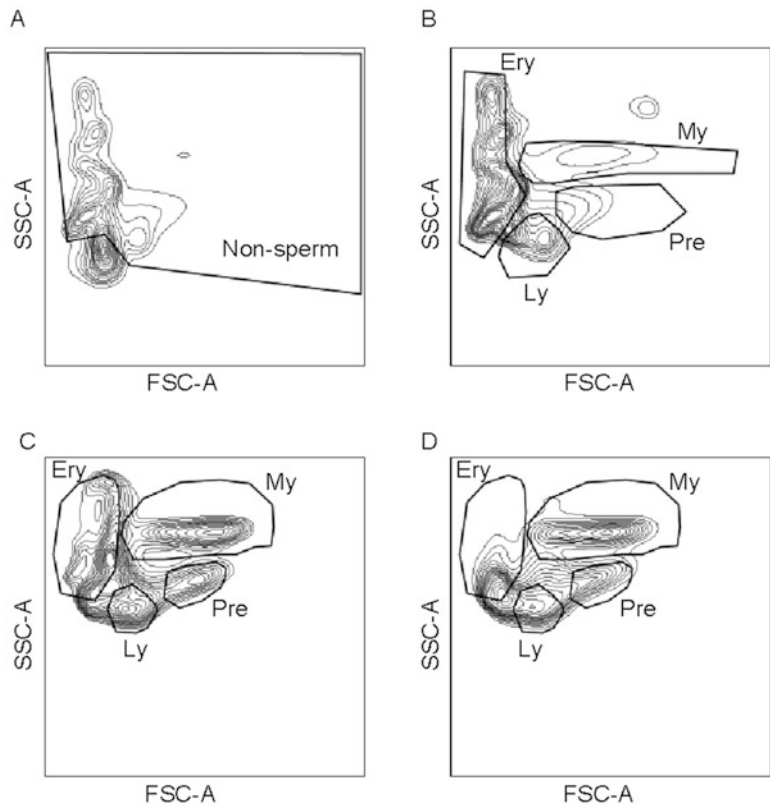 A
SSC-A
Non-sperm
FSC-A
B
SSC-A
Ery
My
Pre
Ly
FSC-A
C
SSC-A
Ery
My
Pre
Ly
FSC-A
D
SSC-A
Ery
My
Pre
Ly
FSC-A